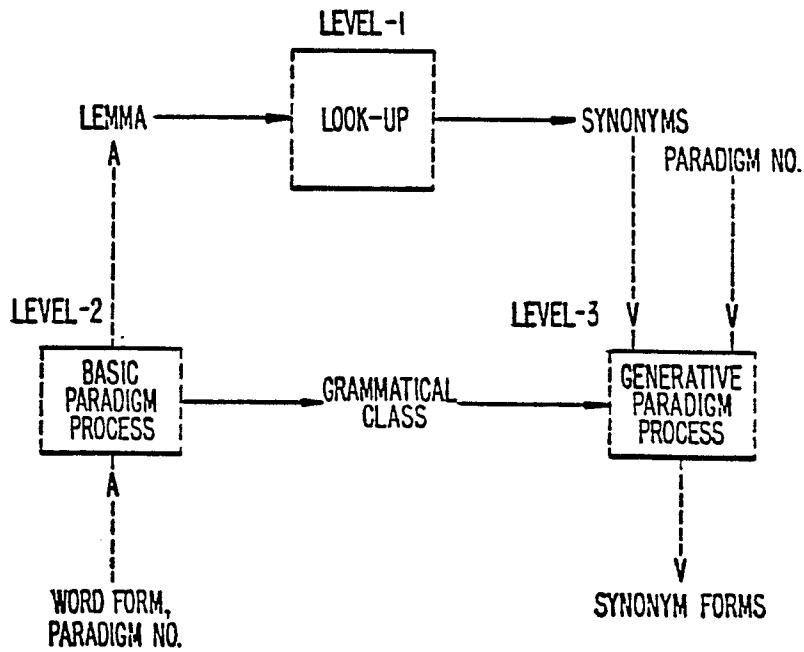 LEVEL-1
LOOK-UP
LEMMA
SYNONYMS
PARADIGM NO.
LEVEL-2
LEVEL-3
BASIC
PARADIGM
PROCESS
GRAMMATICAL
CLASS
GENERATIVE
PARADIGM
PROCESS
WORD FORM,
PARADIGM NO.
SYNONYM FORMS